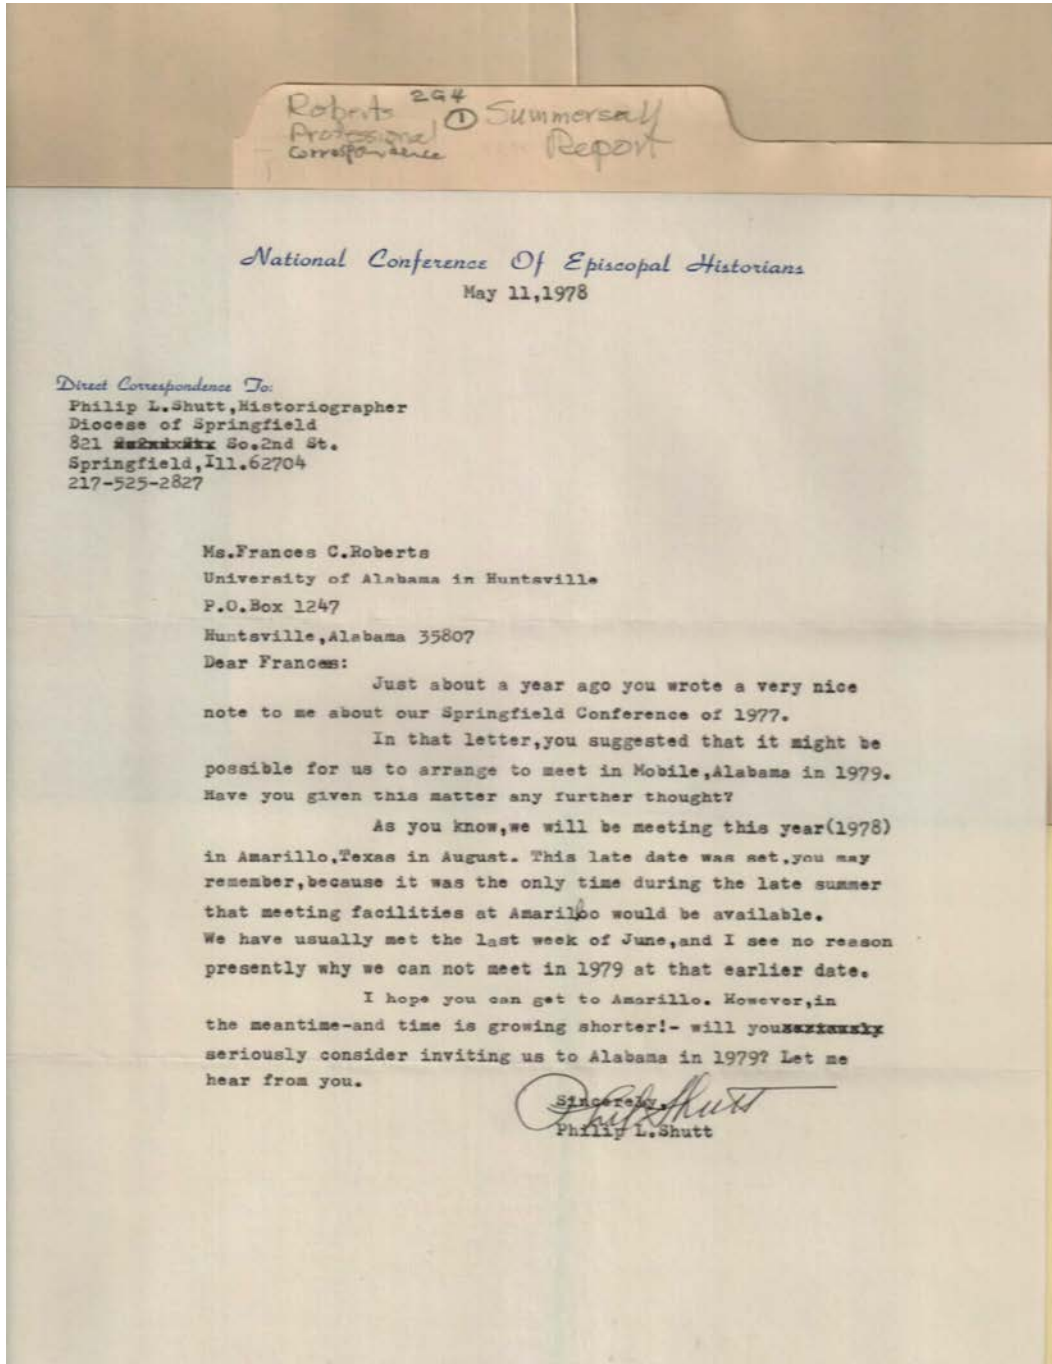 2G4
Roberts ① Summersell
Professional Report
Correspondence
National Conference Of Episcopal Historians
May 11,1978
Direct Correspondence To:
Philip L.Shutt,Historiographer
Diocese of Springfield
821 So.2nd St.
Springfield,Ill.62704
217-525-2827
Ms.Frances C.Roberts
University of Alabama in Huntsville
P.O.Box 1247
Huntsville,Alabama 35807
Dear Frances:
Just about a year ago you wrote a very nice
note to me about our Springfield Conference of 1977.
In that letter,you suggested that it might be
possible for us to arrange to meet in Mobile,Alabama in 1979.
Have you given this matter any further thought?
As you know,we will be meeting this year(1978)
in Amarillo,Texas in August. This late date was set,you may
remember,because it was the only time during the late summer
that meeting facilities at Amarillo would be available.
We have usually met the last week of June,and I see no reason
presently why we can not meet in 1979 at that earlier date.
I hope you can get to Amarillo. However,in
the meantime-and time is growing shorter!- will you
seriously consider inviting us to Alabama in 1979? Let me
hear from you.
Sincerely,
Phil Shutt
Philip L.Shutt